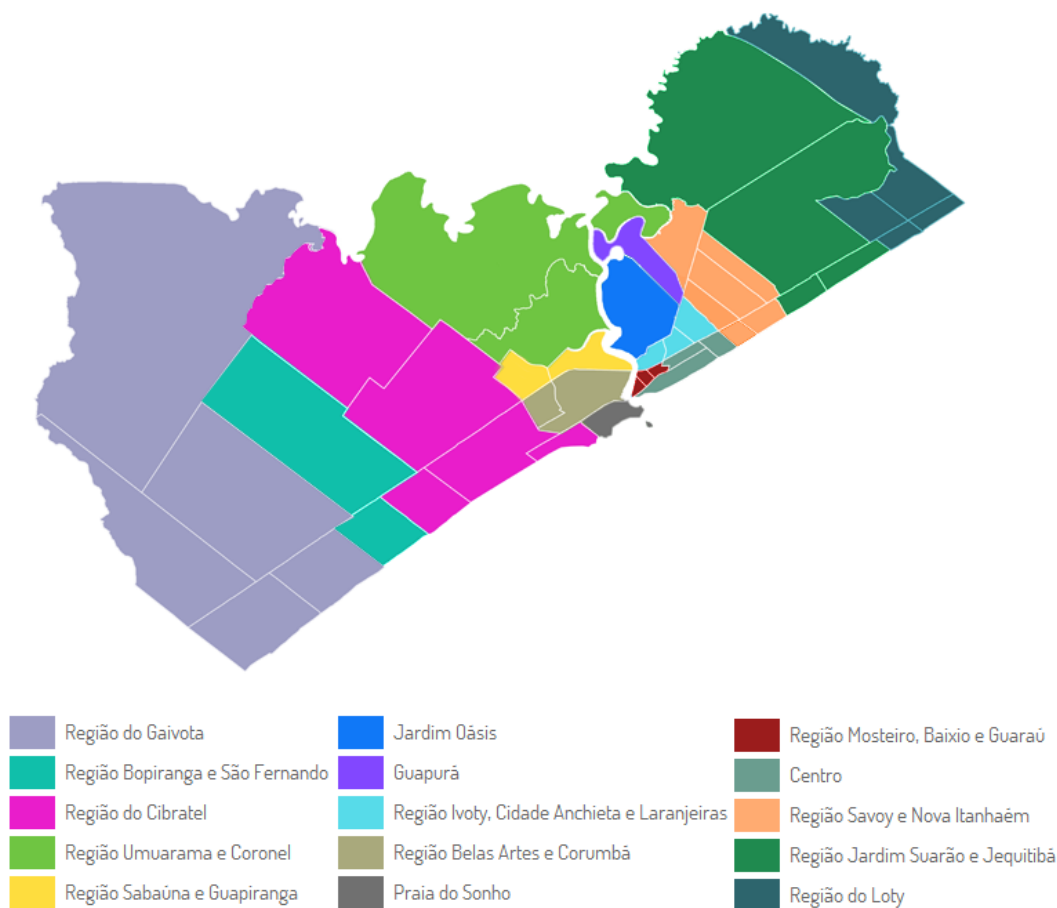 Região do Gaivota
Região Bopiranga e São Fernando
Região do Cibratel
Região Umuarama e Coronel
Região Sabaúna e Guapiranga
Jardim Oásis
Guapurá
Região Ivoty, Cidade Anchieta e Laranjeiras
Região Belas Artes e Corumbá
Praia do Sonho
Região Mosteiro, Baixio e Guaraú
Centro
Região Savoy e Nova Itanhaém
Região Jardim Suarão e Jequitibá
Região do Loty